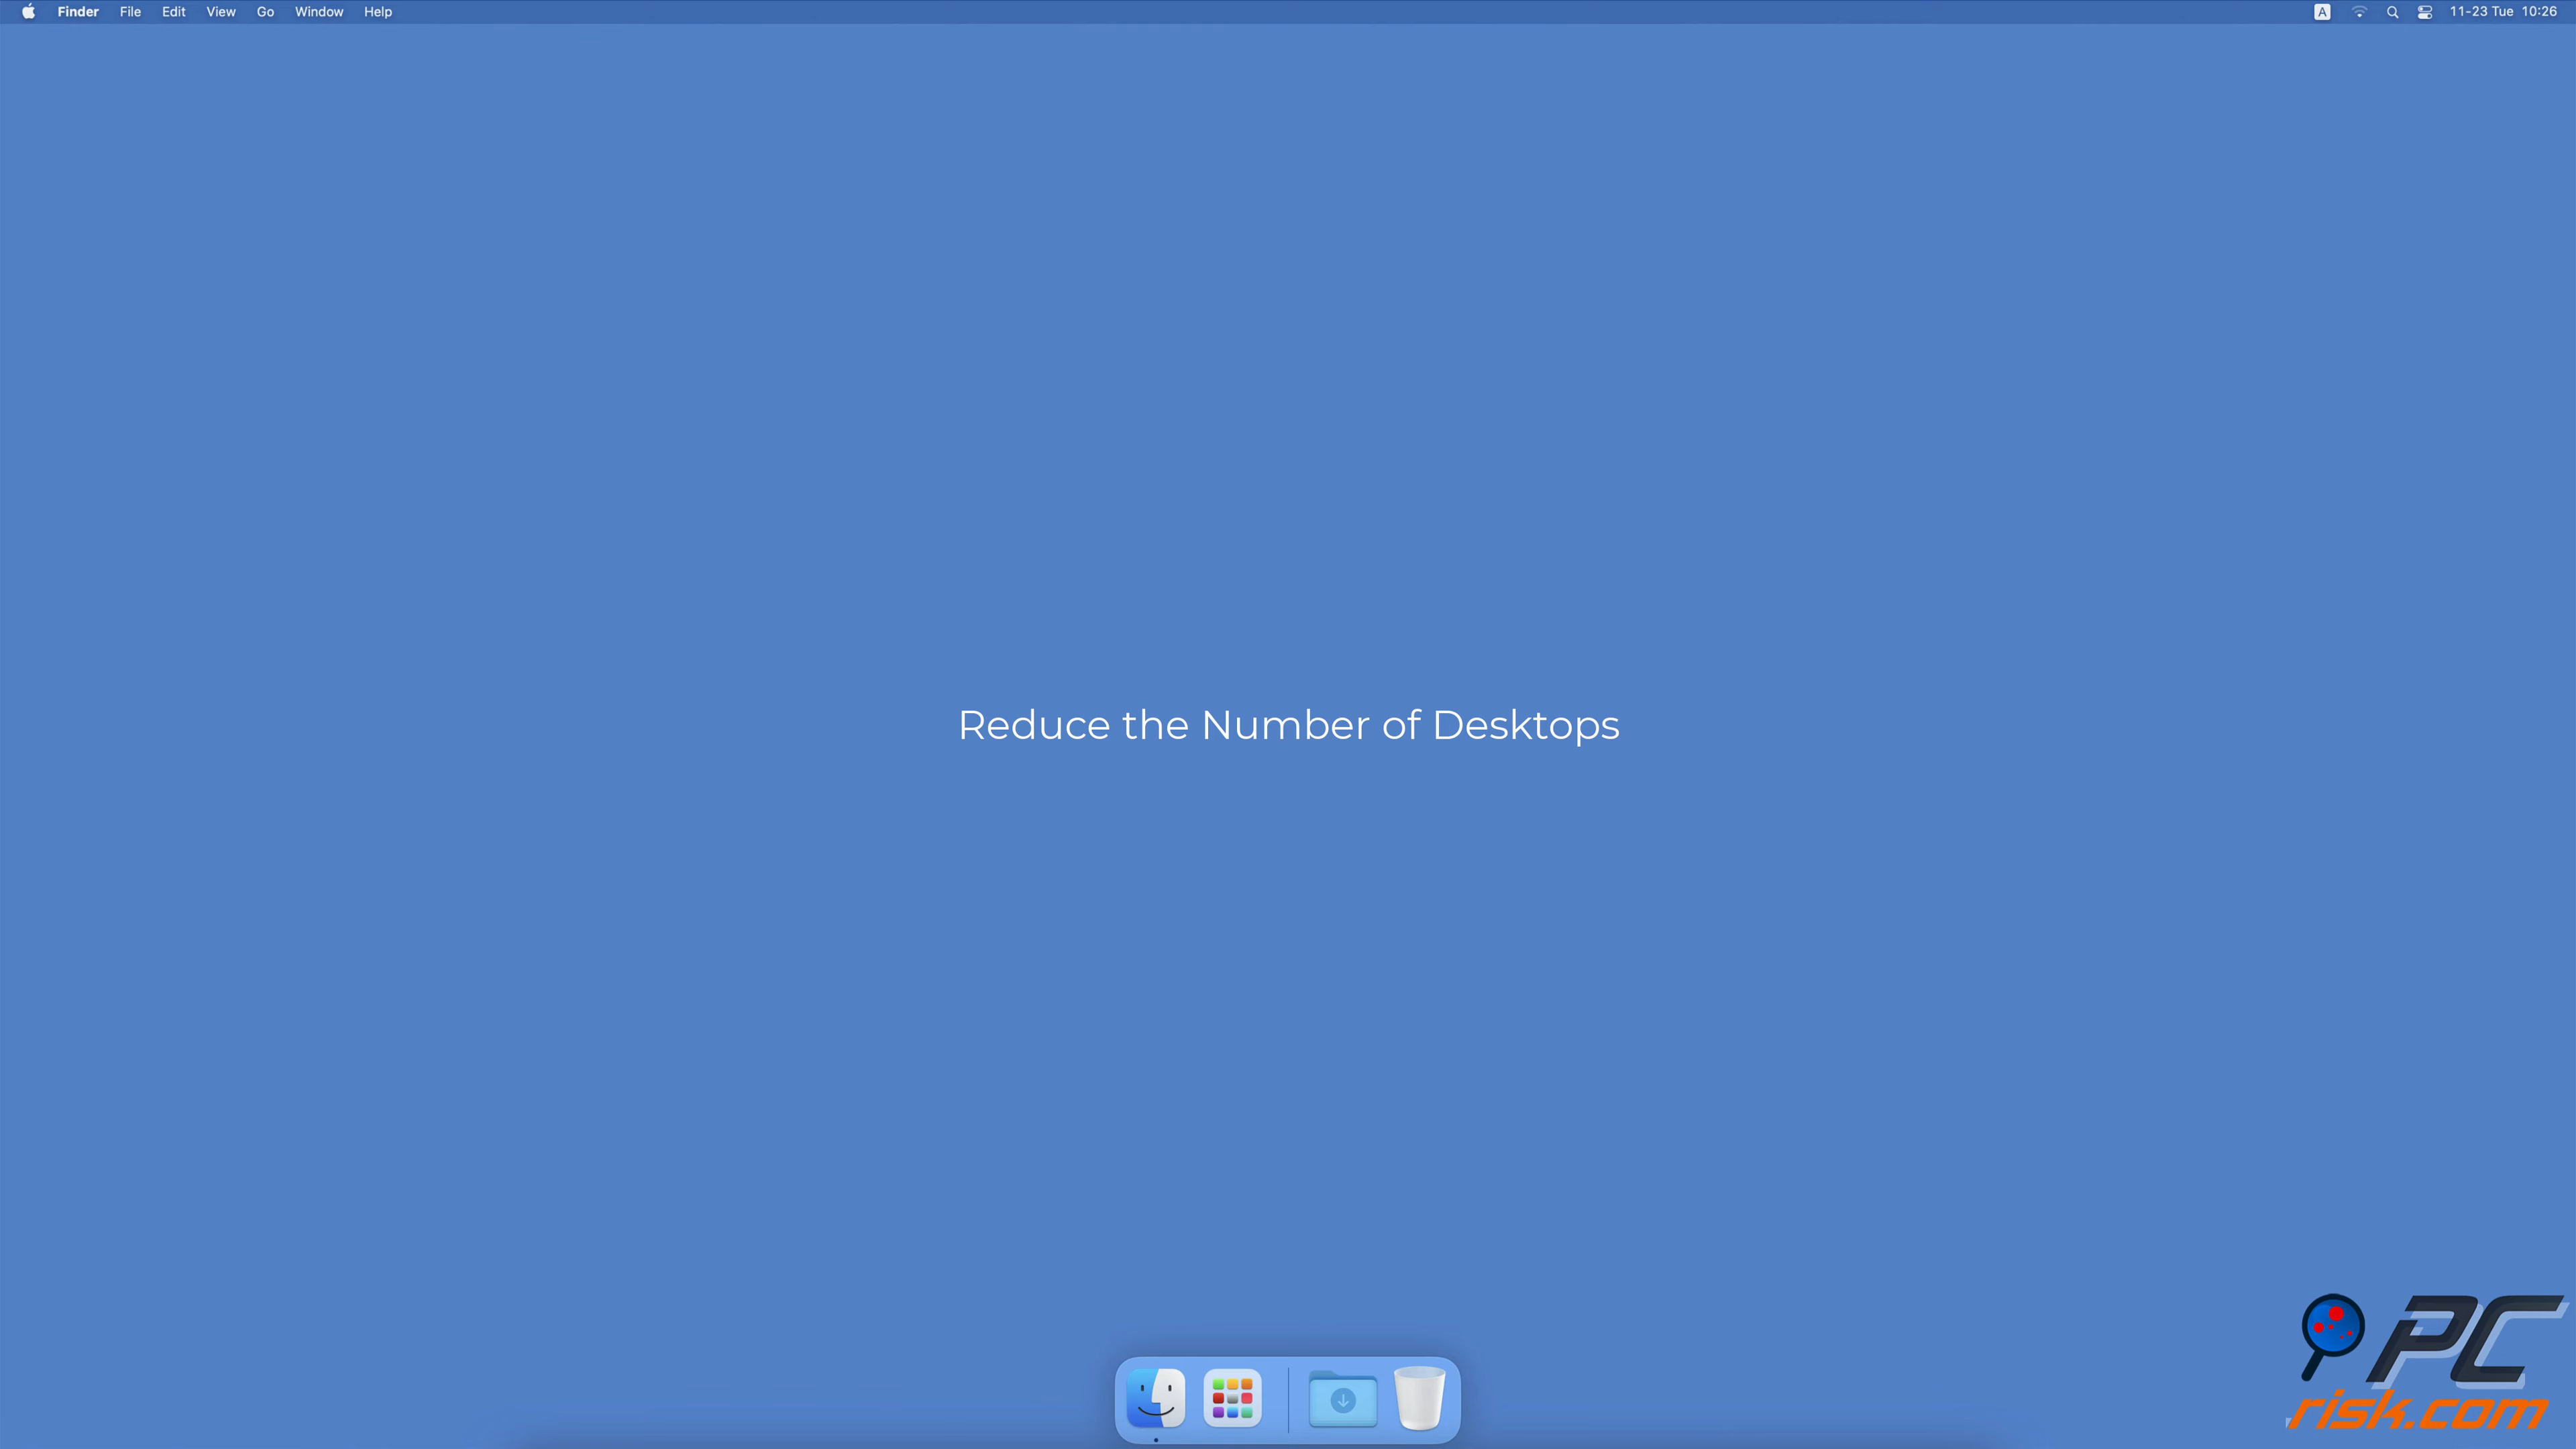 Finder File Edit View Go Window Help
A 11-23 Tue 10:26
Reduce the Number of Desktops
PC
risk.com